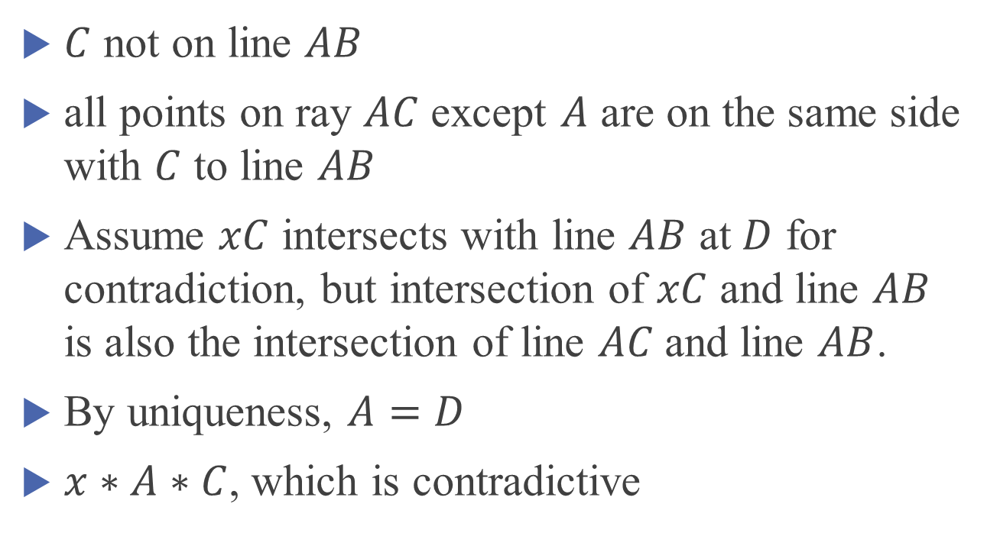 ▶ C not on line AB
▶ all points on ray AC except A are on the same side
with C to line AB
▶ Assume xC intersects with line AB at D for
contradiction, but intersection of xC and line AB
is also the intersection of line AC and line AB.
▶ By uniqueness, A = D
▶ x ∗ A ∗ C, which is contradictive